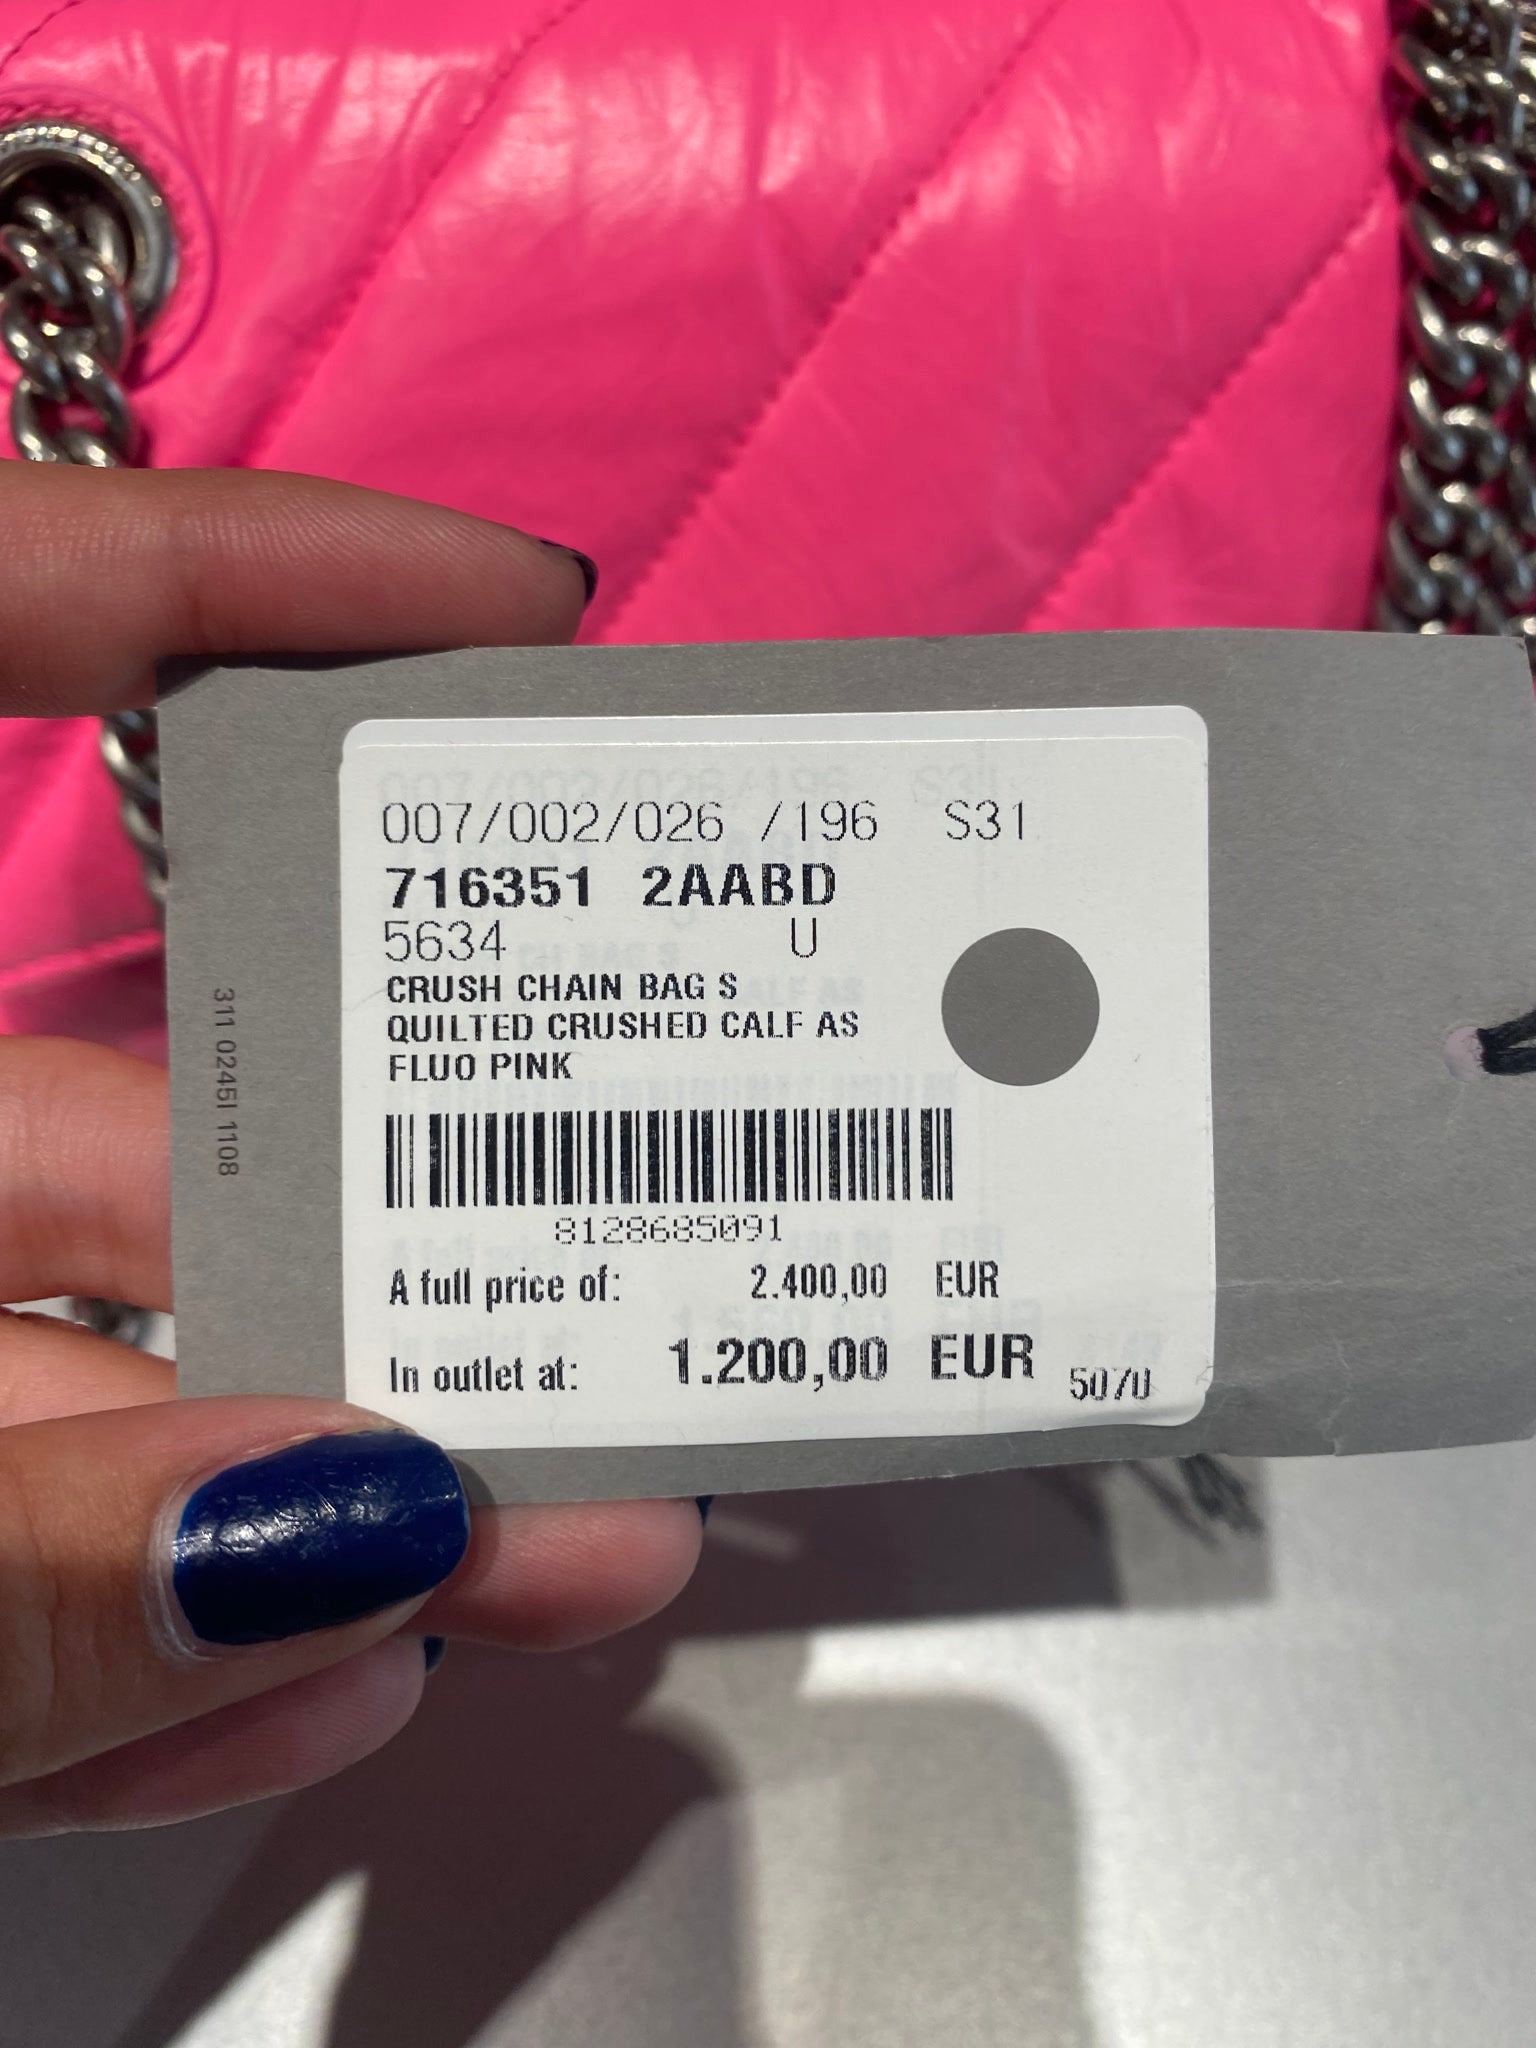 007/002/026 /196 S31
716351 2AABD
5634 U
CRUSH CHAIN BAG S
QUILTED CRUSHED CALF AS
FLUO PINK
8128685091
A full price of: 2.400,00 EUR
In outlet at: 1.200,00 EUR 5070
311 0245I 1108